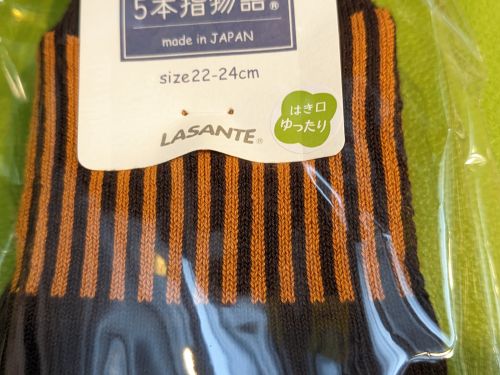 5本指物語®
made in JAPAN
size22-24cm
はき口
ゆったり
LASANTE®